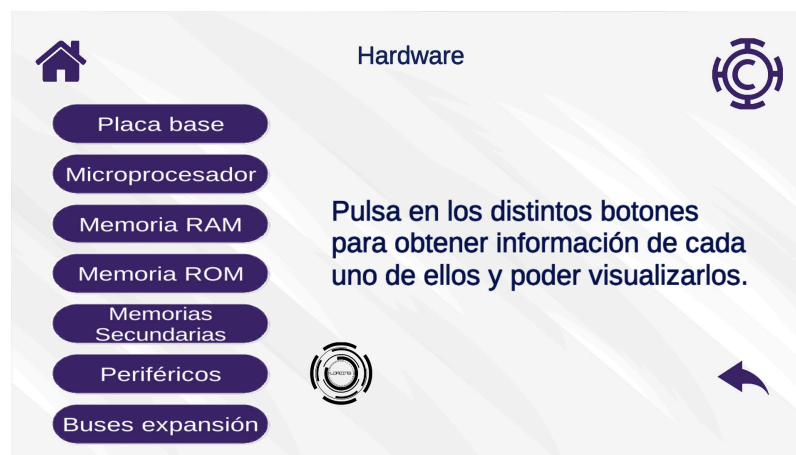 Hardware
Placa base
Microprocesador
Memoria RAM
Memoria ROM
Memorias
Secundarias
Periféricos
Buses expansión
Pulsa en los distintos botones
para obtener información de cada
uno de ellos y poder visualizarlos.
LOADING